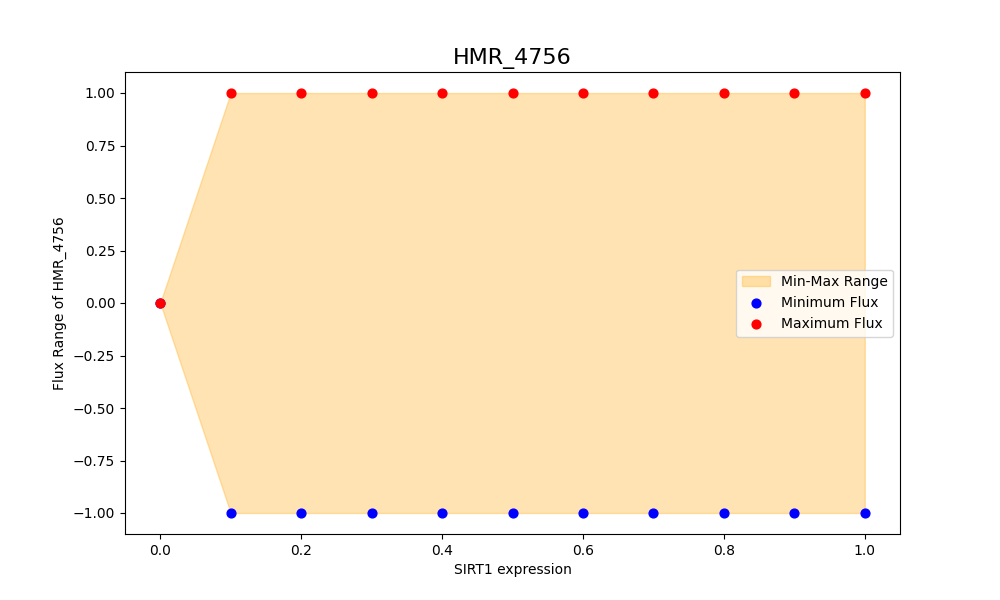 HMR_4756
Flux Range of HMR_4756
1.00
0.75
0.50
0.25
0.00
−0.25
−0.50
−0.75
−1.00
Min-Max Range
Minimum Flux
Maximum Flux
0.0 0.2 0.4 0.6 0.8 1.0
SIRT1 expression